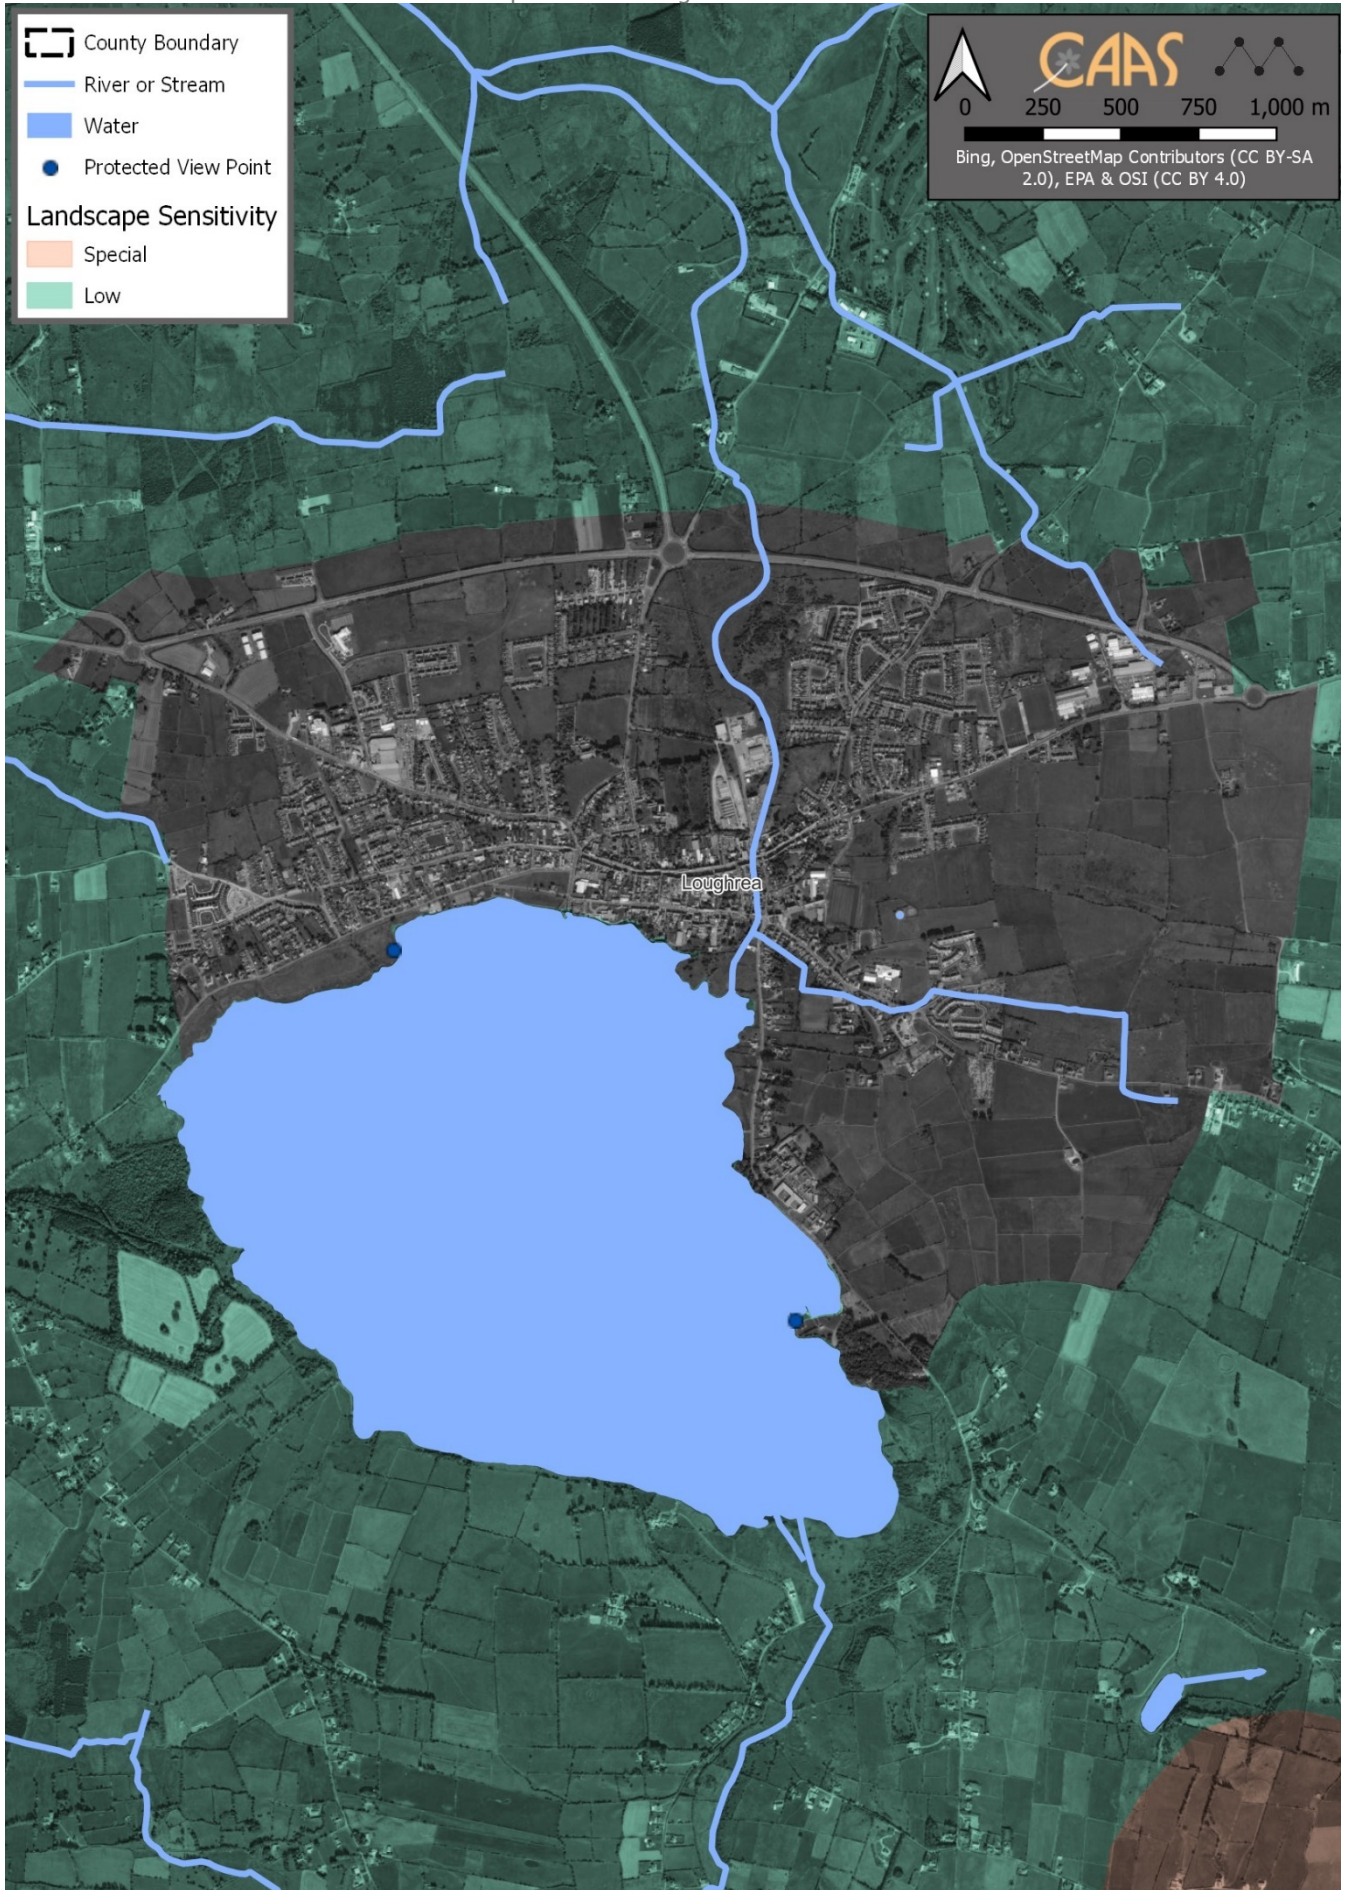 County Boundary
River or Stream
Water
Protected View Point
Landscape Sensitivity
Special
Low
CAAS
0 250 500 750 1,000 m
Bing, OpenStreetMap Contributors (CC BY-SA
2.0), EPA & OSI (CC BY 4.0)
Loughrea